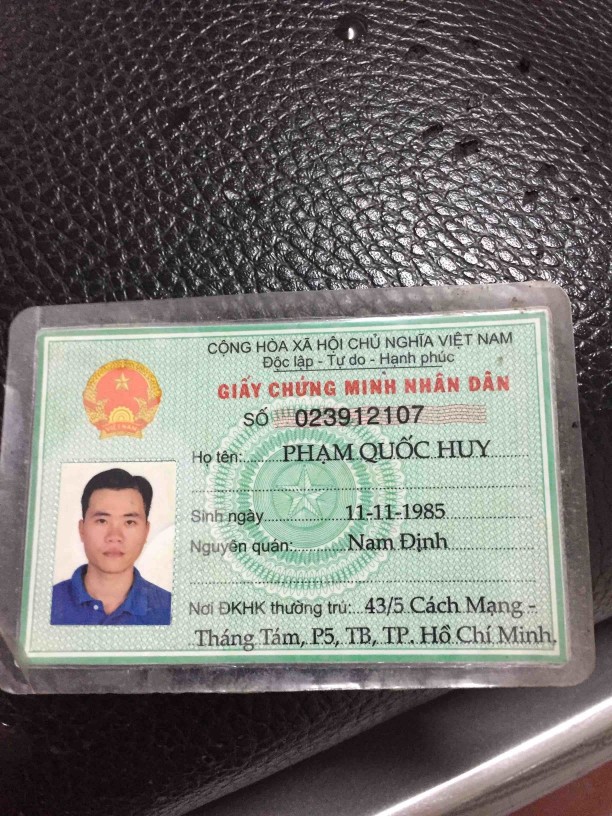 CỘNG HÒA XÃ HỘI CHỦ NGHĨA VIỆT NAM
Độc lập - Tự do - Hạnh phúc
GIẤY CHỨNG MINH NHÂN DÂN
SỐ 023912107
VIỆT NAM
Họ tên: PHẠM QUỐC HUY
Sinh ngày 11-11-1985
Nguyên quán: Nam Định
Nơi ĐKHK thường trú: 43/5 Cách Mạng -
Tháng Tám, P5, TB, TP. Hồ Chí Minh.